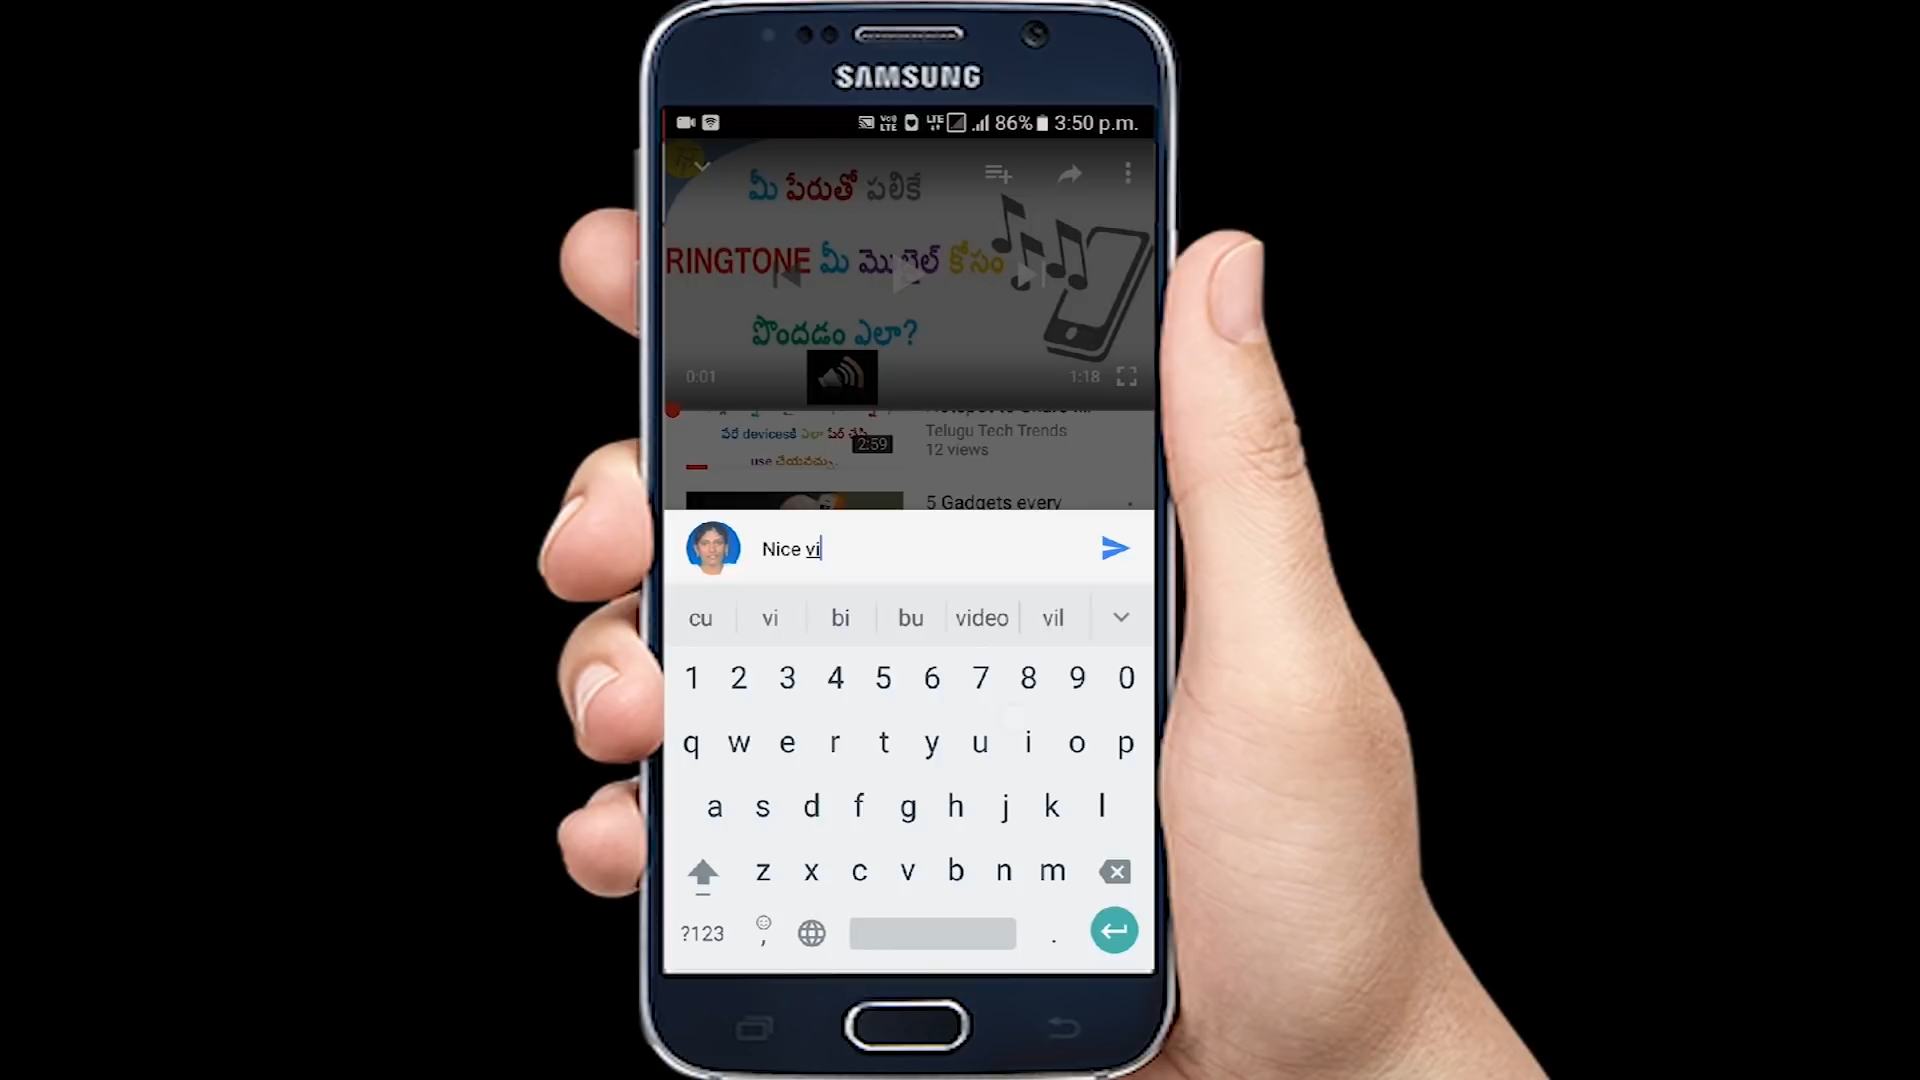 SAMSUNG
VoLTE LTE 86% 3:50 p.m.
మీ పేరుతో పలికే
RINGTONE మీ మొబైల్ కోసం
పొందడం ఎలా?
0:01 1:18
వేరే devicesకి ఎలా షేర్ చేసి
2:59
use చేయవచ్చు.
Telugu Tech Trends
12 views
5 Gadgets every
Nice vi
cu vi bi bu video vil
1 2 3 4 5 6 7 8 9 0
q w e r t y u i o p
a s d f g h j k l
z x c v b n m
?123 , .